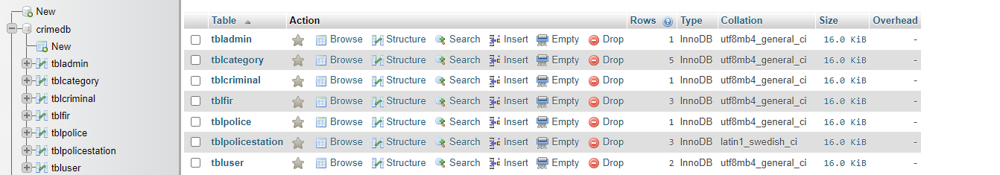 New
crimedb
New
tbladmin
tblcategory
tblcriminal
tblfir
tblpolice
tblpolicestation
tbluser
Table Action Rows Type Collation Size Overhead
tbladmin Browse Structure Search Insert Empty Drop 1 InnoDB utf8mb4_general_ci 16.0 KiB -
tblcategory Browse Structure Search Insert Empty Drop 5 InnoDB utf8mb4_general_ci 16.0 KiB -
tblcriminal Browse Structure Search Insert Empty Drop 1 InnoDB utf8mb4_general_ci 16.0 KiB -
tblfir Browse Structure Search Insert Empty Drop 3 InnoDB utf8mb4_general_ci 16.0 KiB -
tblpolice Browse Structure Search Insert Empty Drop 1 InnoDB utf8mb4_general_ci 16.0 KiB -
tblpolicestation Browse Structure Search Insert Empty Drop 3 InnoDB latin1_swedish_ci 16.0 KiB -
tbluser Browse Structure Search Insert Empty Drop 2 InnoDB utf8mb4_general_ci 16.0 KiB -